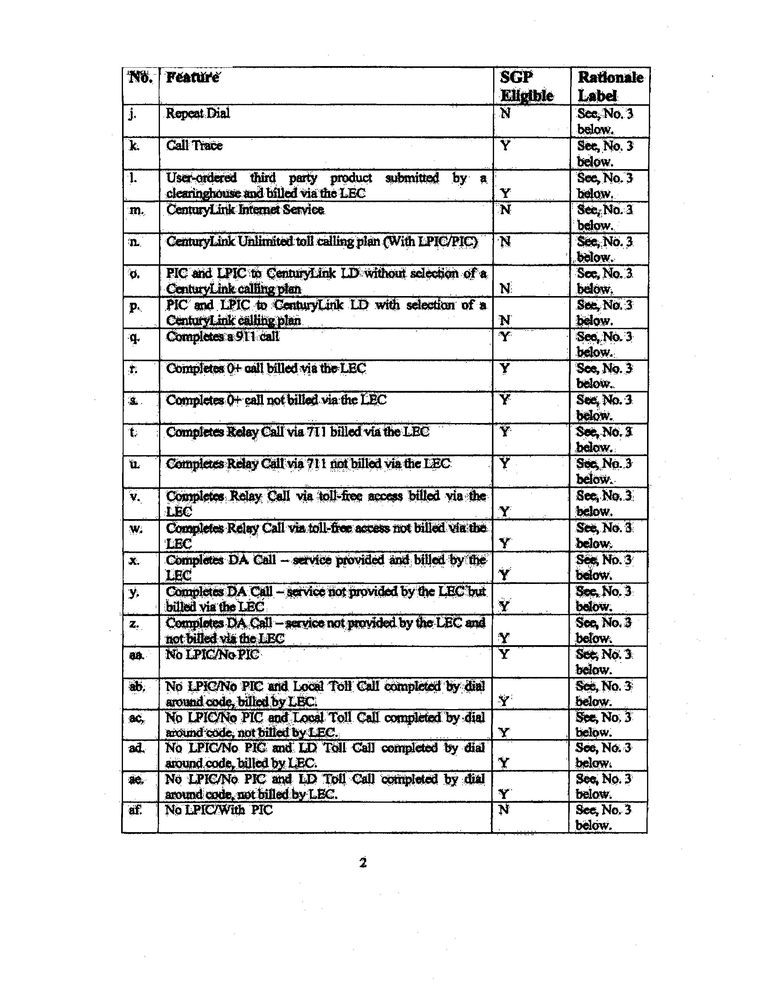 No. Feature SGP Rationale
Eligible Label
j. Repeat Dial N See, No. 3
below.
k. Call Trace Y See, No. 3
below.
l. User-ordered third party product submitted by a See, No. 3
clearinghouse and billed via the LEC Y below.
m. CenturyLink Internet Service N See, No. 3
below.
n. CenturyLink Unlimited toll calling plan (With LPIC/PIC) N See, No. 3
below.
o. PIC and LPIC to CenturyLink LD without selection of a See, No. 3
CenturyLink calling plan N below.
p. PIC and LPIC to CenturyLink LD with selection of a See, No. 3
CenturyLink calling plan N below.
q. Completes a 911 call Y See, No. 3
below.
r. Completes 0+ call billed via the LEC Y See, No. 3
below.
s. Completes 0+ call not billed via the LEC Y See, No. 3
below.
t. Completes Relay Call via 711 billed via the LEC Y See, No. 3
below.
u. Completes Relay Call via 711 not billed via the LEC Y See, No. 3
below.
v. Completes Relay Call via toll-free access billed via the See, No. 3
LEC Y below.
w. Completes Relay Call via toll-free access not billed via the See, No. 3
LEC Y below.
x. Completes DA Call – service provided and billed by the See, No. 3
LEC Y below.
y. Completes DA Call – service not provided by the LEC but See, No. 3
billed via the LEC Y below.
z. Completes DA Call – service not provided by the LEC and See, No. 3
not billed via the LEC Y below.
aa. No LPIC/No PIC Y See, No. 3
below.
ab. No LPIC/No PIC and Local Toll Call completed by dial See, No. 3
around code, billed by LEC. Y below.
ac, No LPIC/No PIC and Local Toll Call completed by dial See, No. 3
around code, not billed by LEC. Y below.
ad. No LPIC/No PIC and LD Toll Call completed by dial See, No. 3
around code, billed by LEC. Y below.
ae. No LPIC/No PIC and LD Toll Call completed by dial See, No. 3
around code, not billed by LEC. Y below.
af. No LPIC/With PIC N See, No. 3
below.
2